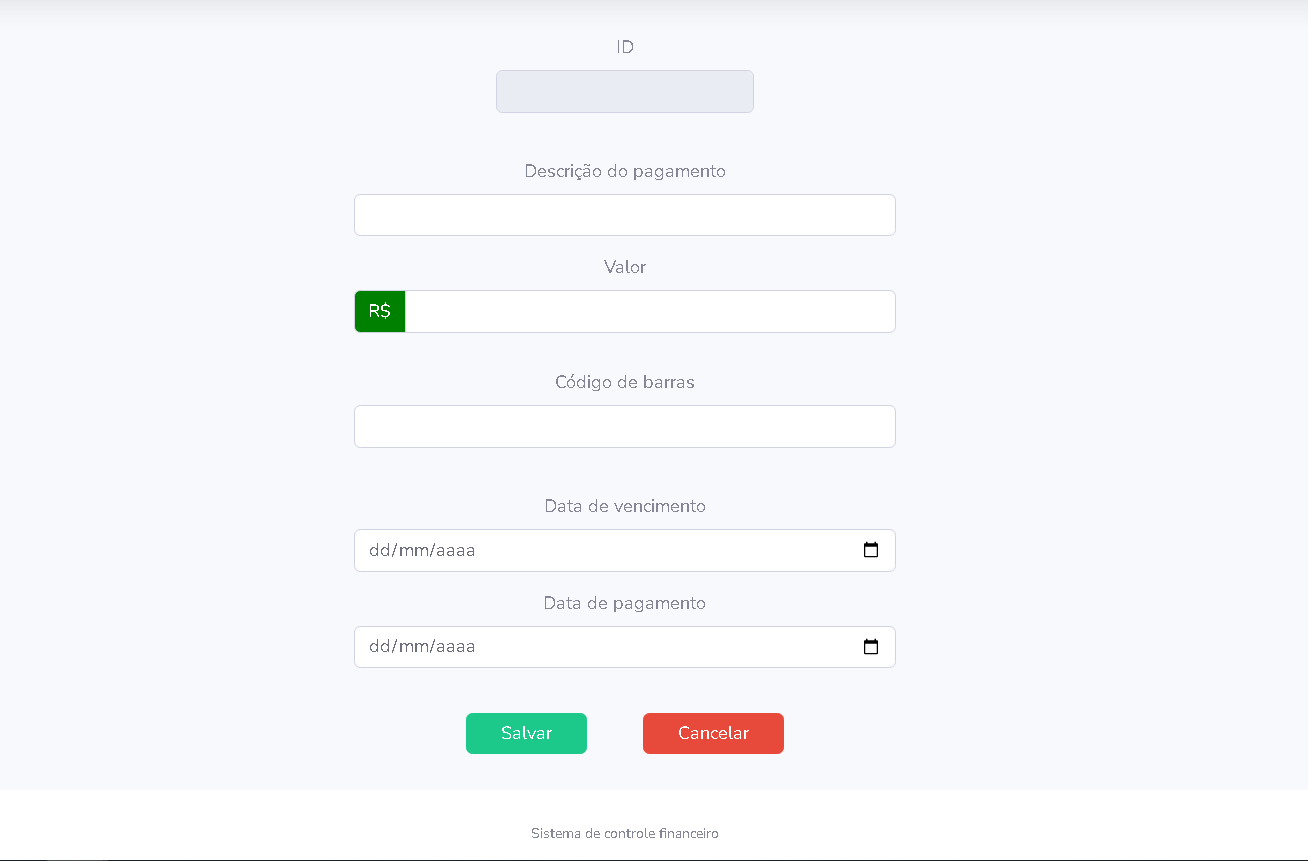 ID
Descrição do pagamento
Valor
R$
Código de barras
Data de vencimento
dd/mm/aaaa
Data de pagamento
dd/mm/aaaa
Salvar Cancelar
Sistema de controle financeiro